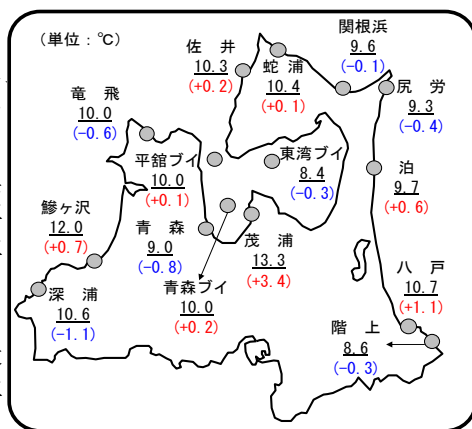 (単位：℃)
関根浜
9.6
(-0.1)
佐井
10.3
(+0.2)
蛇浦
10.4
(+0.1)
尻労
9.3
(-0.4)
竜飛
10.0
(-0.6)
平舘ブイ
10.0
(+0.1)
東湾ブイ
8.4
(-0.3)
泊
9.7
(+0.6)
鰺ヶ沢
12.0
(+0.7)
青森
9.0
(-0.8)
茂浦
13.3
(+3.4)
八戸
10.7
(+1.1)
深浦
10.6
(-1.1)
青森ブイ
10.0
(+0.2)
階上
8.6
(-0.3)